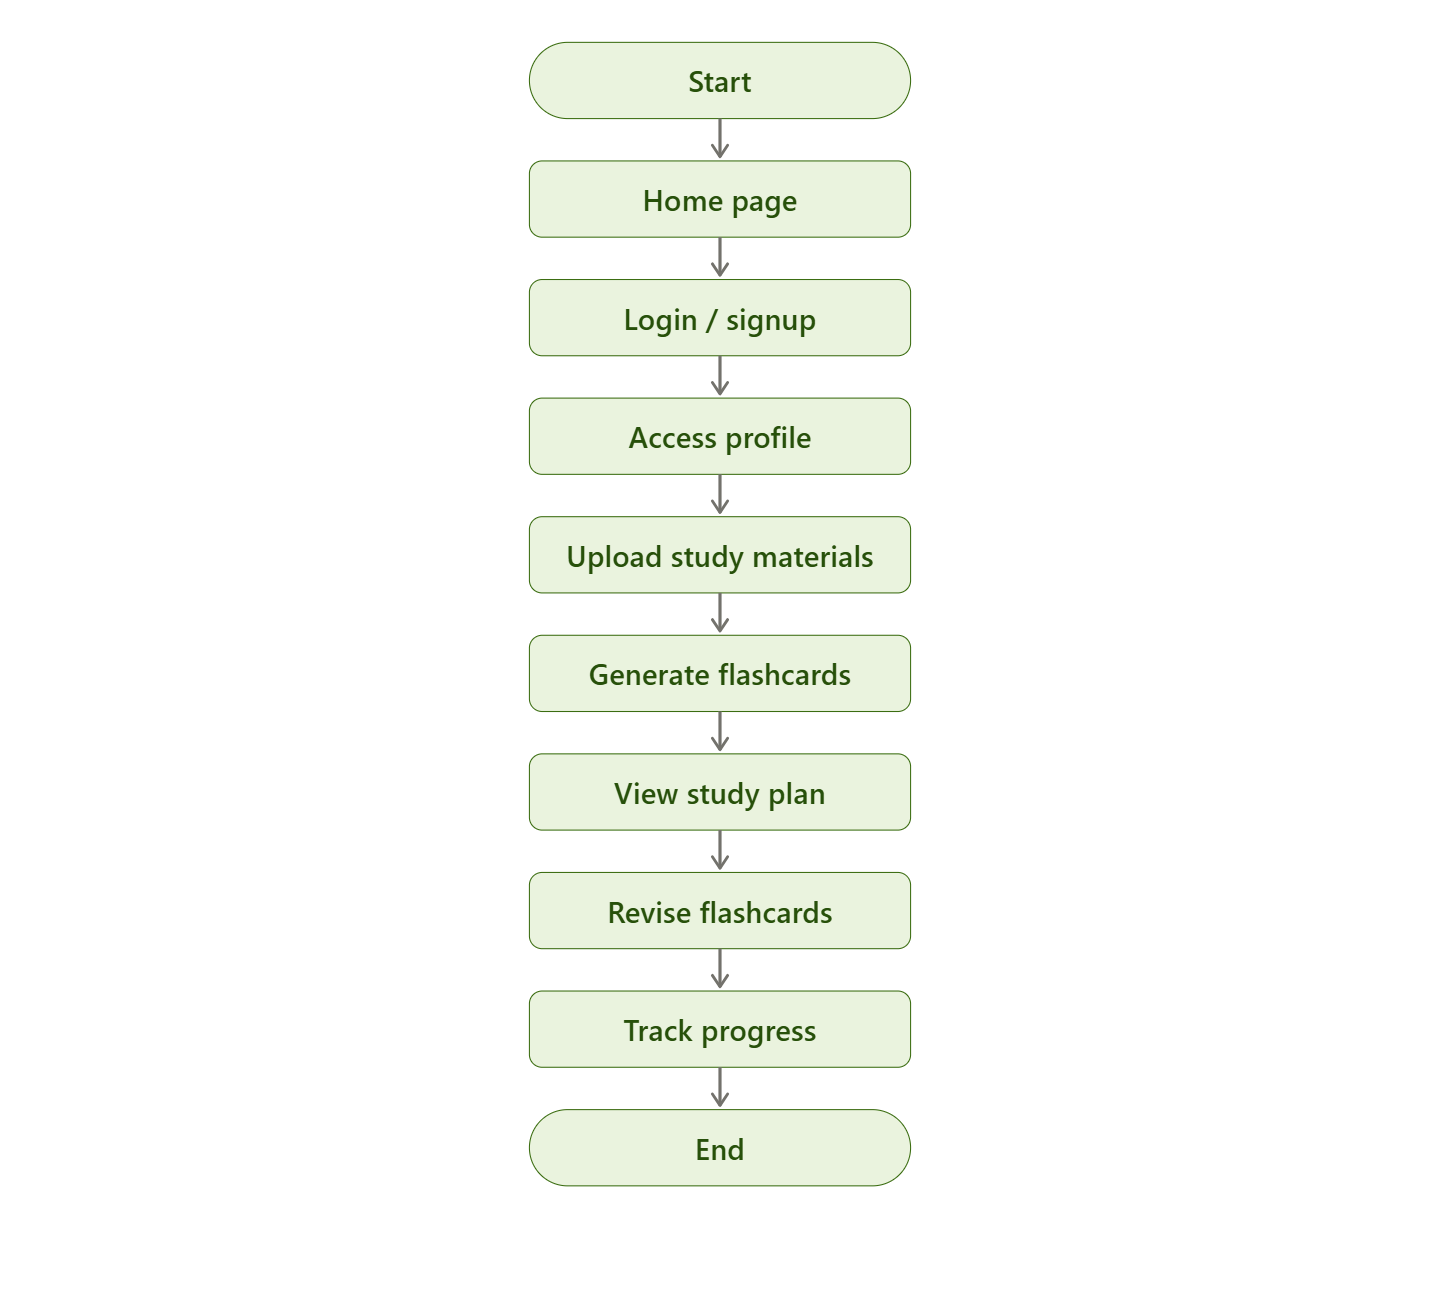 Start
Home page
Login / signup
Access profile
Upload study materials
Generate flashcards
View study plan
Revise flashcards
Track progress
End